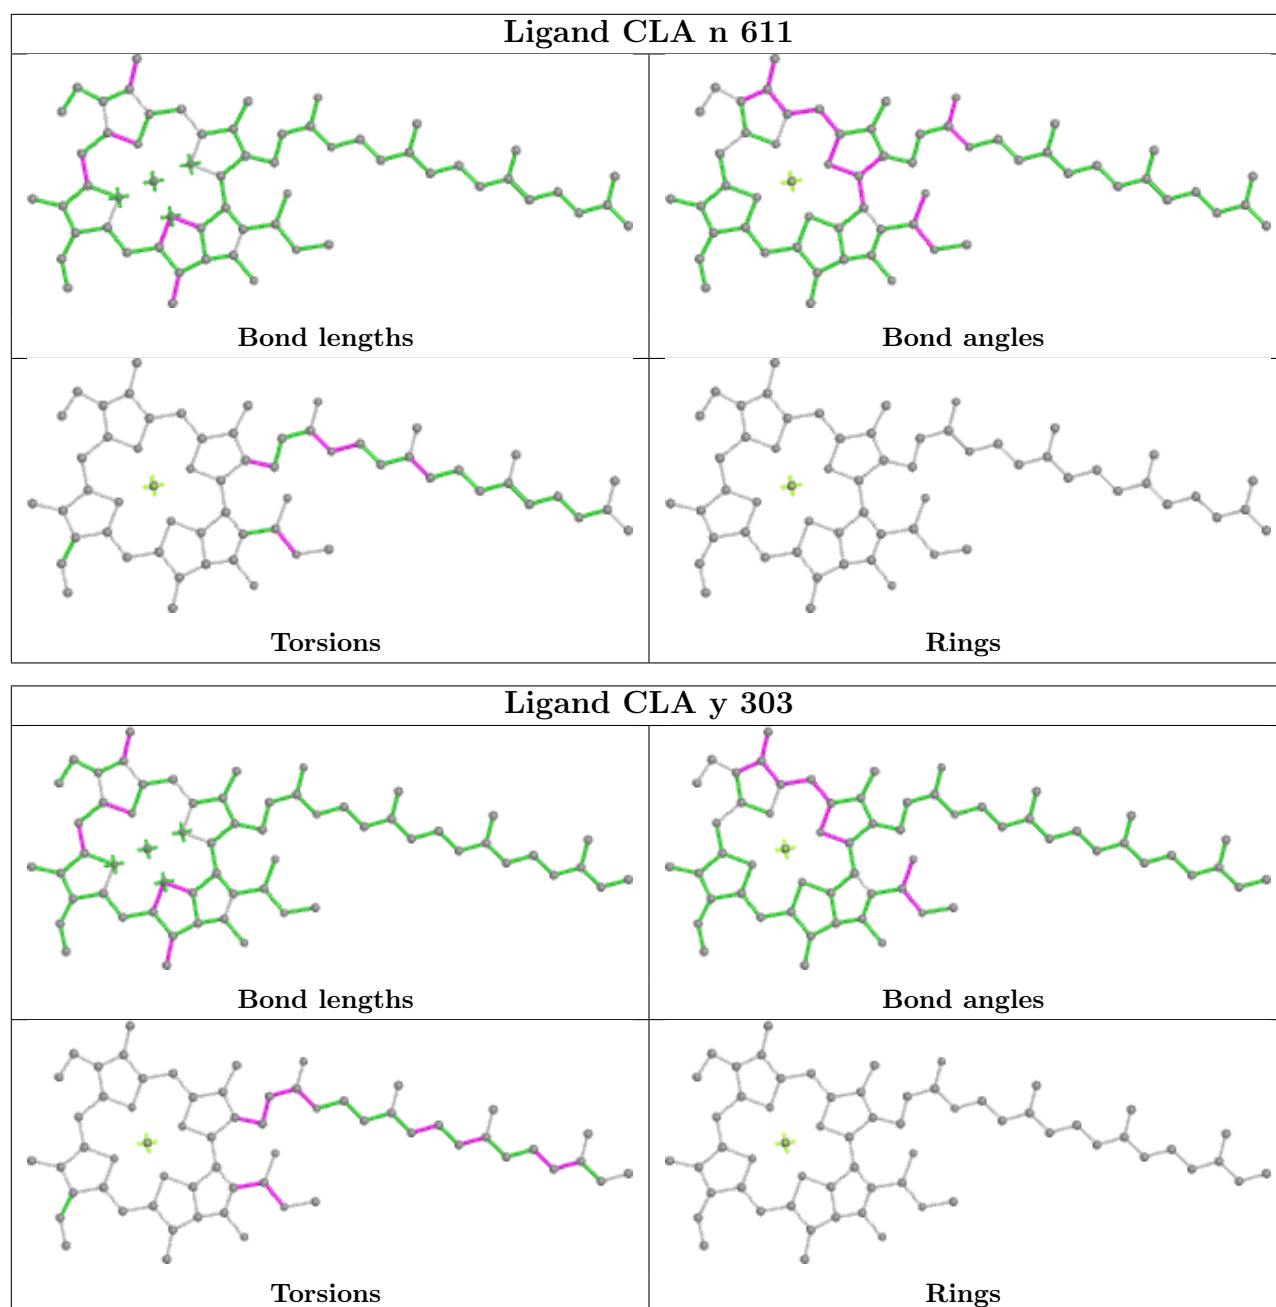 Ligand CLA n 611
Bond lengths
Bond angles
Torsions
Rings
Ligand CLA y 303
Bond lengths
Bond angles
Torsions
Rings